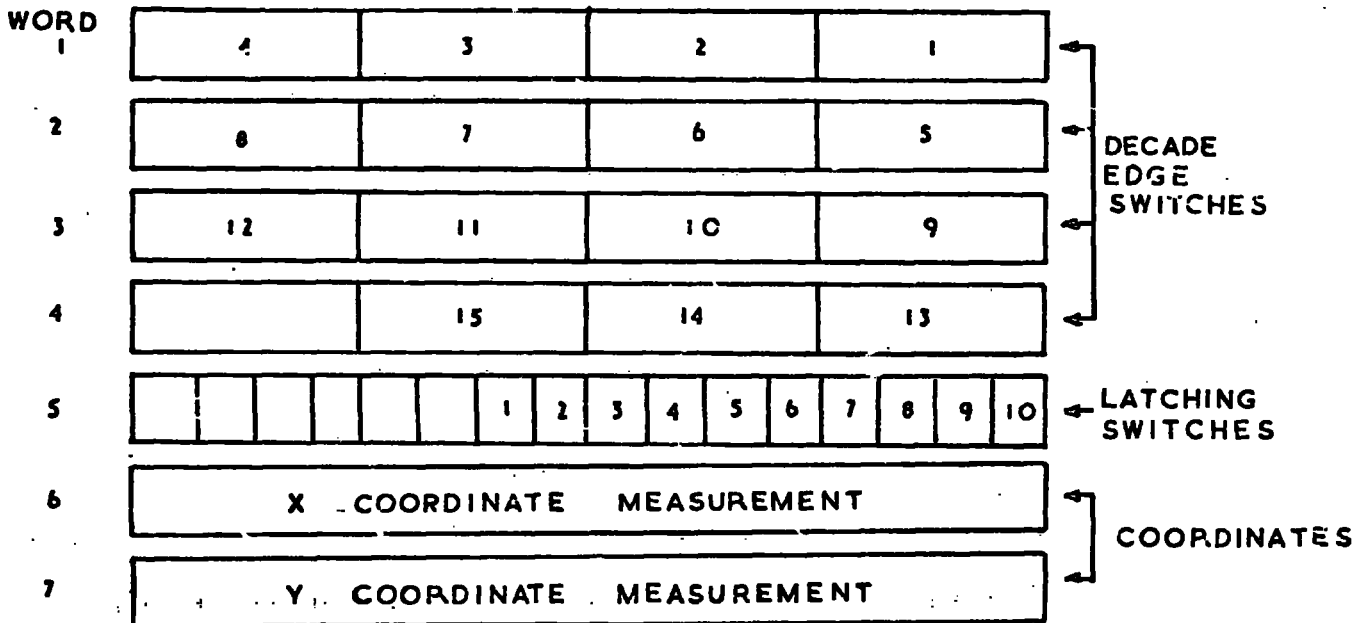 WORD
1 4 3 2 1
2 8 7 6 5
DECADE
EDGE
SWITCHES
3 12 11 10 9
4 15 14 13
5 1 2 3 4 5 6 7 8 9 10
LATCHING
SWITCHES
6 X COORDINATE MEASUREMENT
COORDINATES
7 Y COORDINATE MEASUREMENT